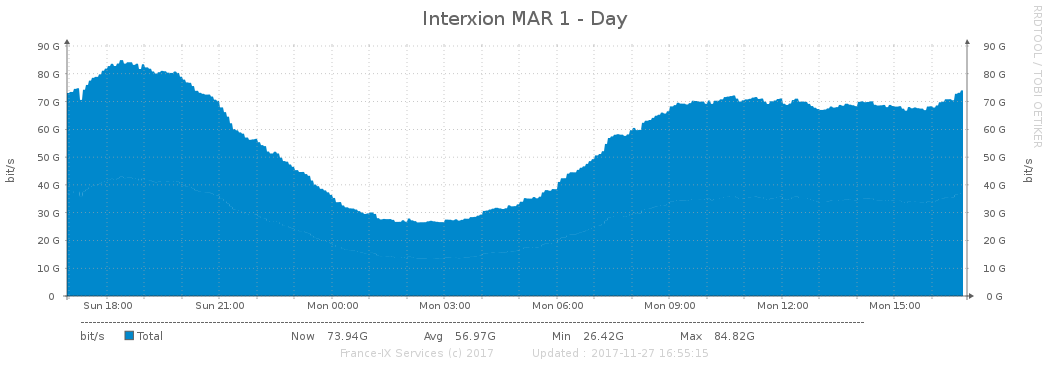 Interxion MAR 1 - Day
RRDTOOL / TOBI OETIKER
bit/s
90 G 90 G
80 G 80 G
70 G 70 G
60 G 60 G
50 G 50 G
40 G 40 G
30 G 30 G
20 G 20 G
10 G 10 G
0 0 G
bit/s
Sun 18:00 Sun 21:00 Mon 00:00 Mon 03:00 Mon 06:00 Mon 09:00 Mon 12:00 Mon 15:00
bit/s Total Now 73.94G Avg 56.97G Min 26.42G Max 84.82G
France-IX Services (c) 2017 Updated : 2017-11-27 16:55:15